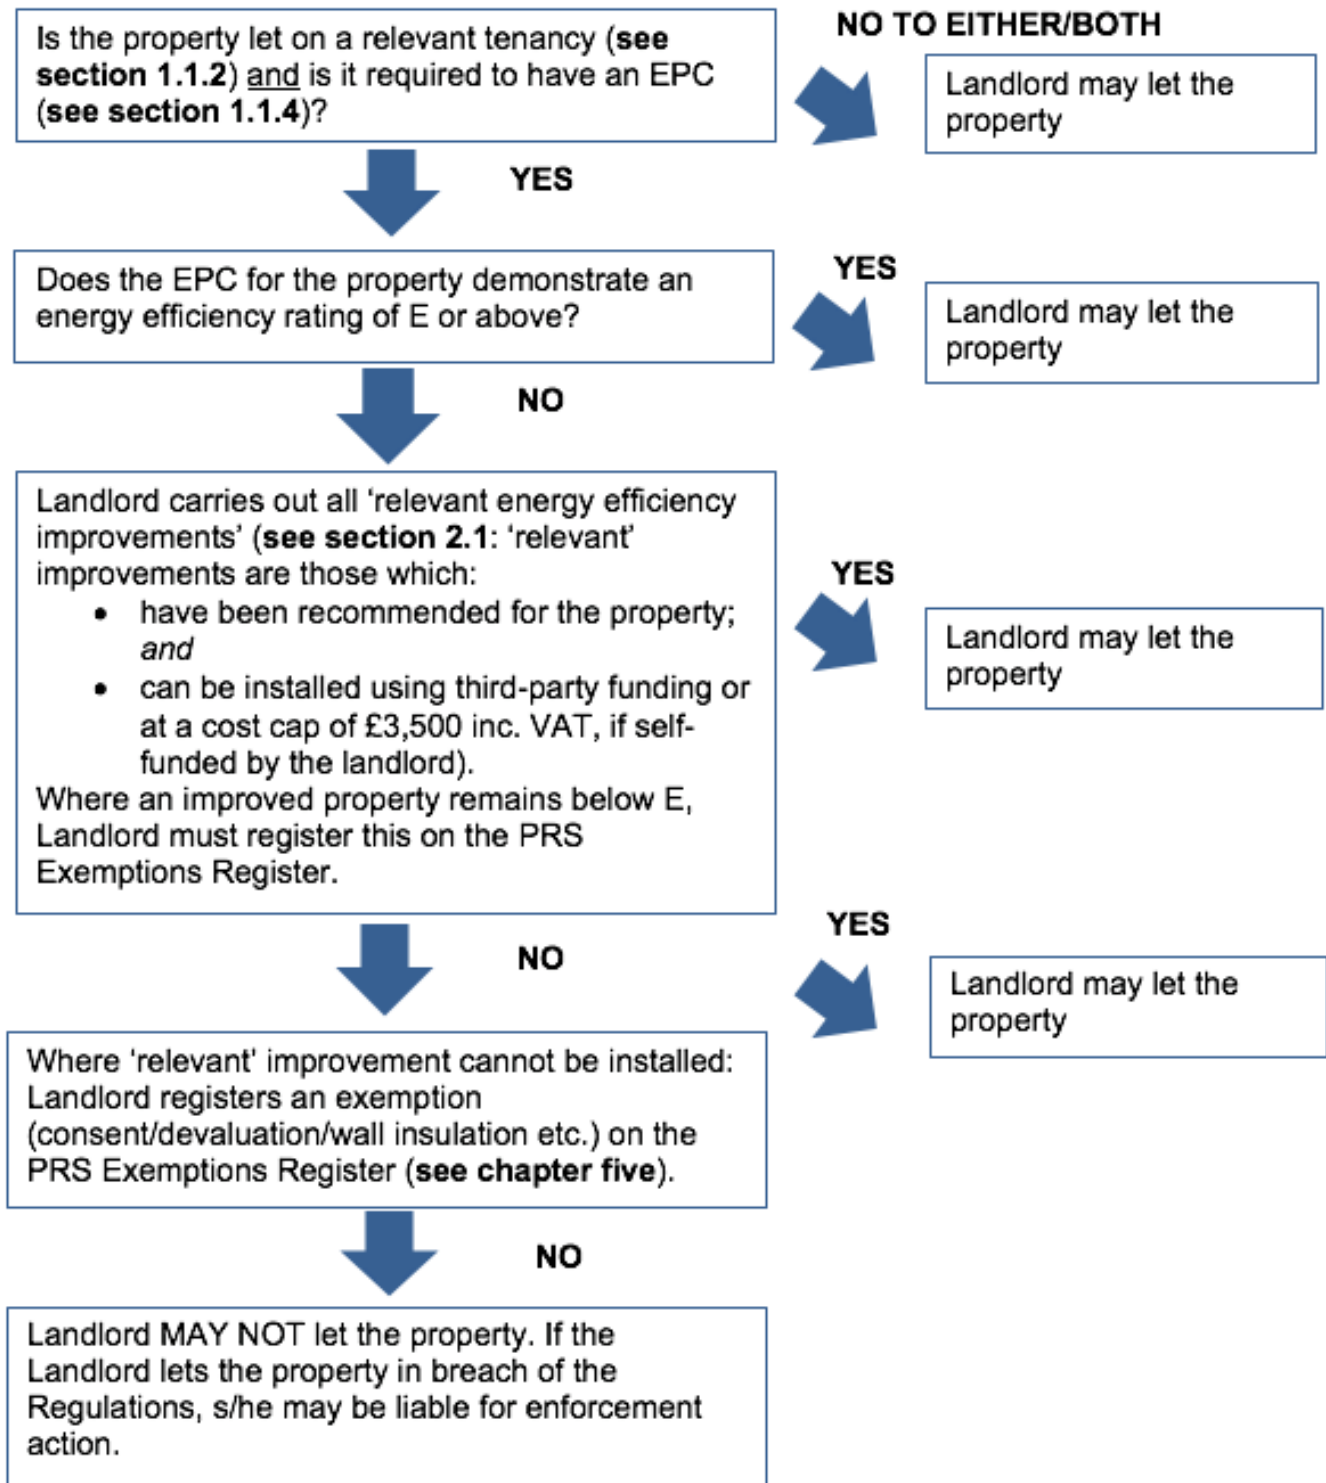 Is the property let on a relevant tenancy (see
section 1.1.2) and is it required to have an EPC
(see section 1.1.4)?
NO TO EITHER/BOTH
Landlord may let the
property
YES
Does the EPC for the property demonstrate an
energy efficiency rating of E or above?
YES
Landlord may let the
property
NO
Landlord carries out all ‘relevant energy efficiency
improvements’ (see section 2.1: ‘relevant’
improvements are those which:
• have been recommended for the property;
and
• can be installed using third-party funding or
at a cost cap of £3,500 inc. VAT, if self-
funded by the landlord).
Where an improved property remains below E,
Landlord must register this on the PRS
Exemptions Register.
YES
Landlord may let the
property
NO
YES
Landlord may let the
property
Where ‘relevant’ improvement cannot be installed:
Landlord registers an exemption
(consent/devaluation/wall insulation etc.) on the
PRS Exemptions Register (see chapter five).
NO
Landlord MAY NOT let the property. If the
Landlord lets the property in breach of the
Regulations, s/he may be liable for enforcement
action.